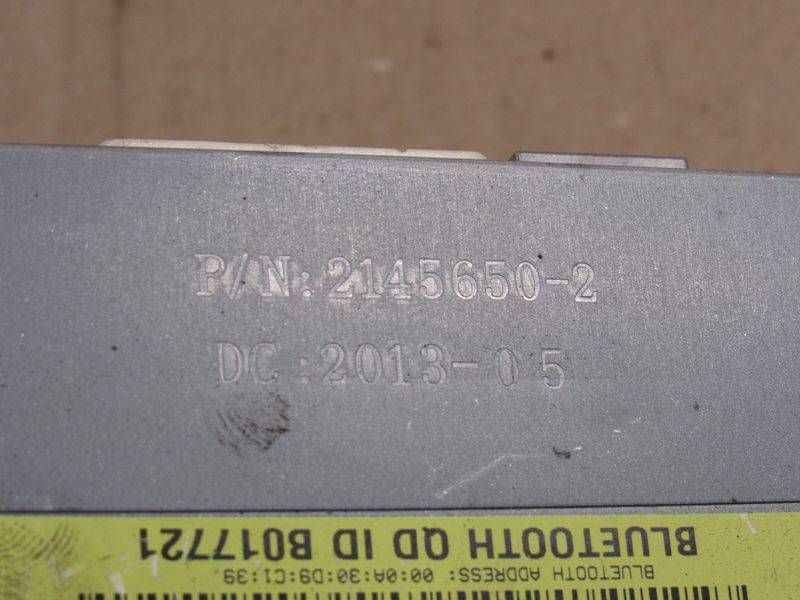 P/N:2145650-2
DC:2013-05
BLUETOOTH QD ID B017721
BLUETOOTH ADDRESS: 00:0A:30:D9:C1:39